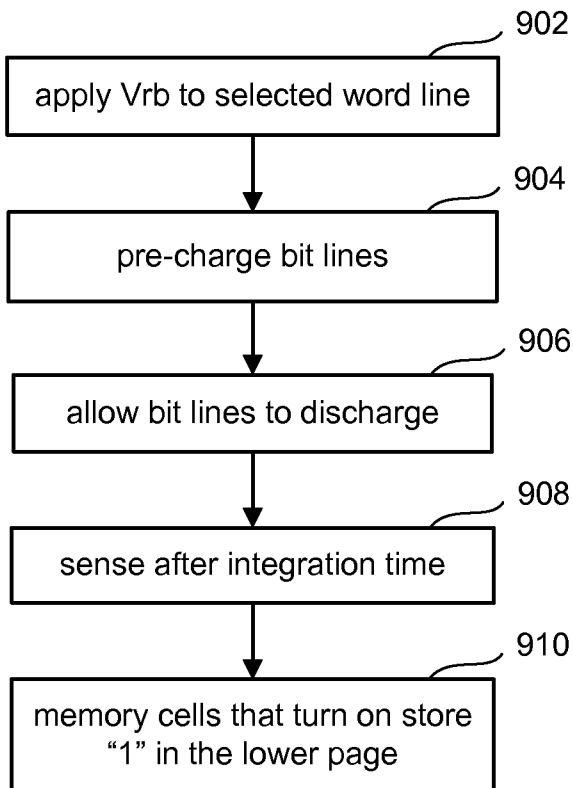 902
apply Vrb to selected word line
904
pre-charge bit lines
906
allow bit lines to discharge
908
sense after integration time
910
memory cells that turn on store
“1” in the lower page